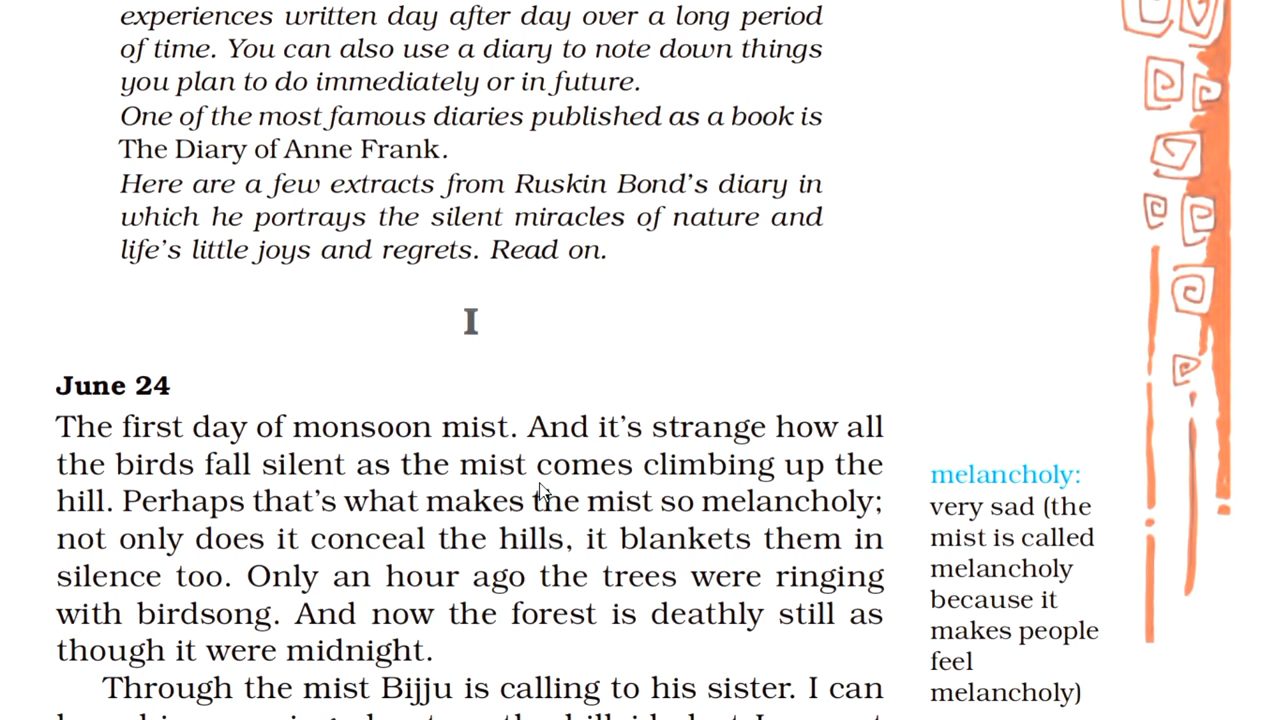 experiences written day after day over a long period
of time. You can also use a diary to note down things
you plan to do immediately or in future.
One of the most famous diaries published as a book is
The Diary of Anne Frank.
Here are a few extracts from Ruskin Bond's diary in
which he portrays the silent miracles of nature and
life's little joys and regrets. Read on.
I
June 24
The first day of monsoon mist. And it's strange how all
the birds fall silent as the mist comes climbing up the
hill. Perhaps that's what makes the mist so melancholy;
not only does it conceal the hills, it blankets them in
silence too. Only an hour ago the trees were ringing
with birdsong. And now the forest is deathly still as
though it were midnight.
Through the mist Bijju is calling to his sister. I can
melancholy:
very sad (the
mist is called
melancholy
because it
makes people
feel
melancholy)